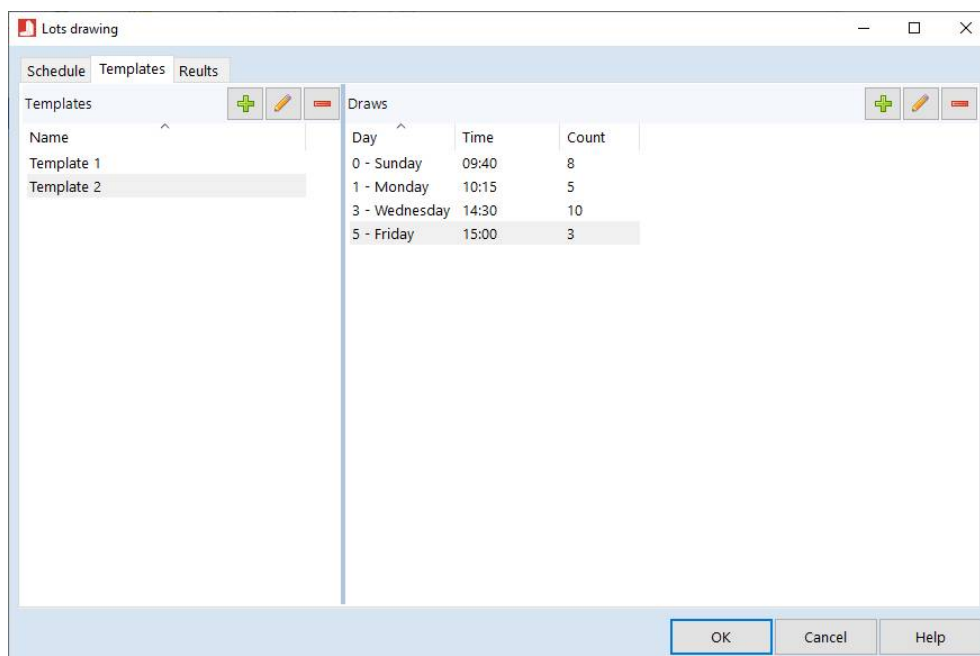 Lots drawing
Schedule Templates Reults
Templates
Draws
Name
Day Time Count
Template 1
0 - Sunday 09:40 8
Template 2
1 - Monday 10:15 5
3 - Wednesday 14:30 10
5 - Friday 15:00 3
OK Cancel Help